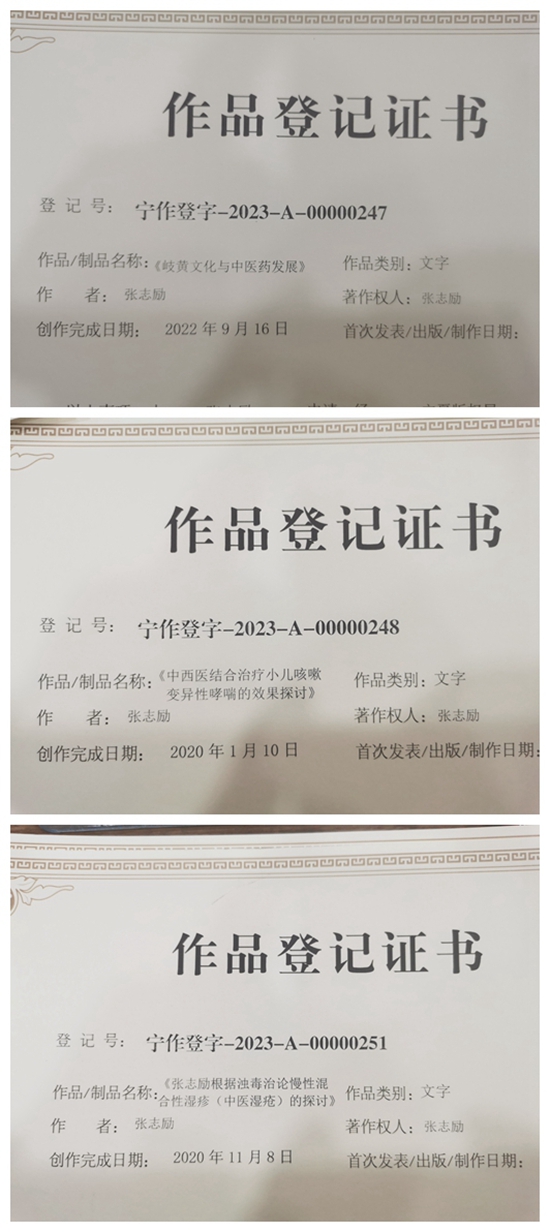 作品登记证书
登 记 号： 宁作登字-2023-A-00000247
作品/制品名称：《岐黄文化与中医药发展》 作品类别：文字
作 者：张志励 著作权人：张志励
创作完成日期： 2022 年 9 月 16 日 首次发表/出版/制作日期：
作品登记证书
登 记 号： 宁作登字-2023-A-00000248
作品/制品名称：《中西医结合治疗小儿咳嗽 作品类别：文字
变异性哮喘的效果探讨》
作 者：张志励 著作权人：张志励
创作完成日期： 2020 年 1 月 10 日 首次发表/出版/制作日期：
作品登记证书
登 记 号： 宁作登字-2023-A-00000251
作品/制品名称：《张志励根据浊毒治论慢性混 作品类别：文字
合性湿疹（中医湿疮）的探讨》
作 者：张志励 著作权人：张志励
创作完成日期： 2020 年 11 月 8 日 首次发表/出版/制作日期：